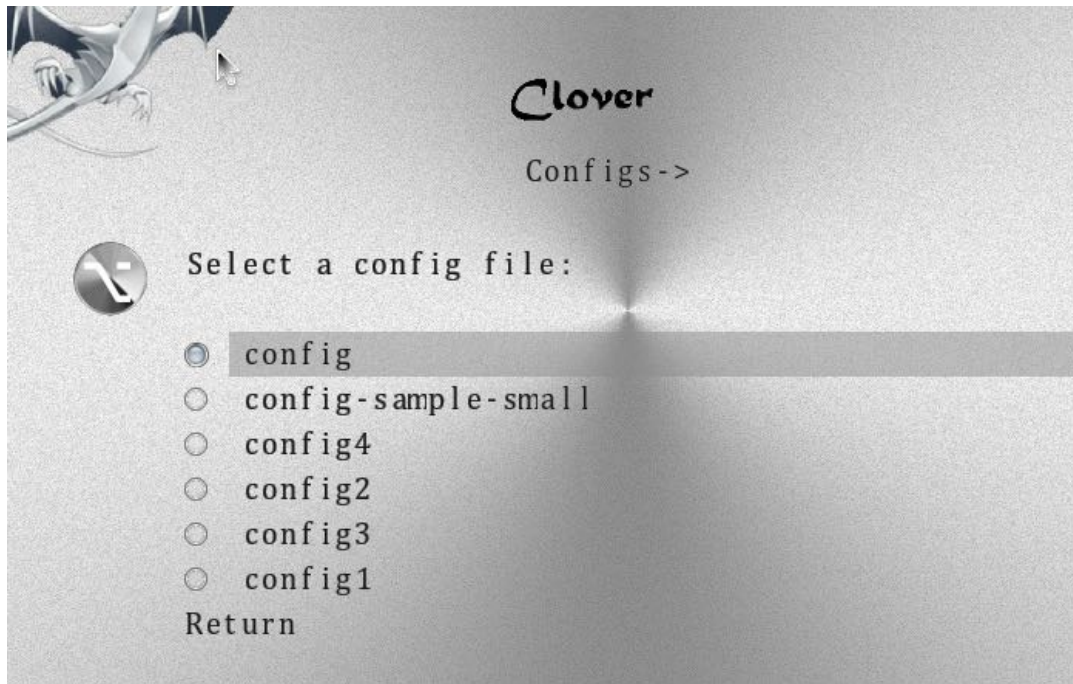 Clover
Configs->
Select a config file:
config
config-sample-small
config4
config2
config3
config1
Return